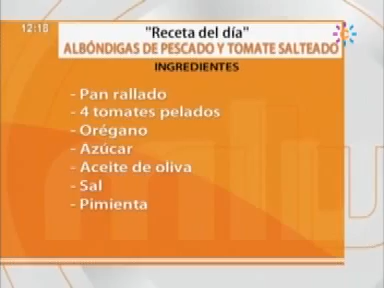 12:18
"Receta del día"
ALBÓNDIGAS DE PESCADO Y TOMATE SALTEADO
INGREDIENTES
- Pan rallado
- 4 tomates pelados
- Orégano
- Azúcar
- Aceite de oliva
- Sal
- Pimienta